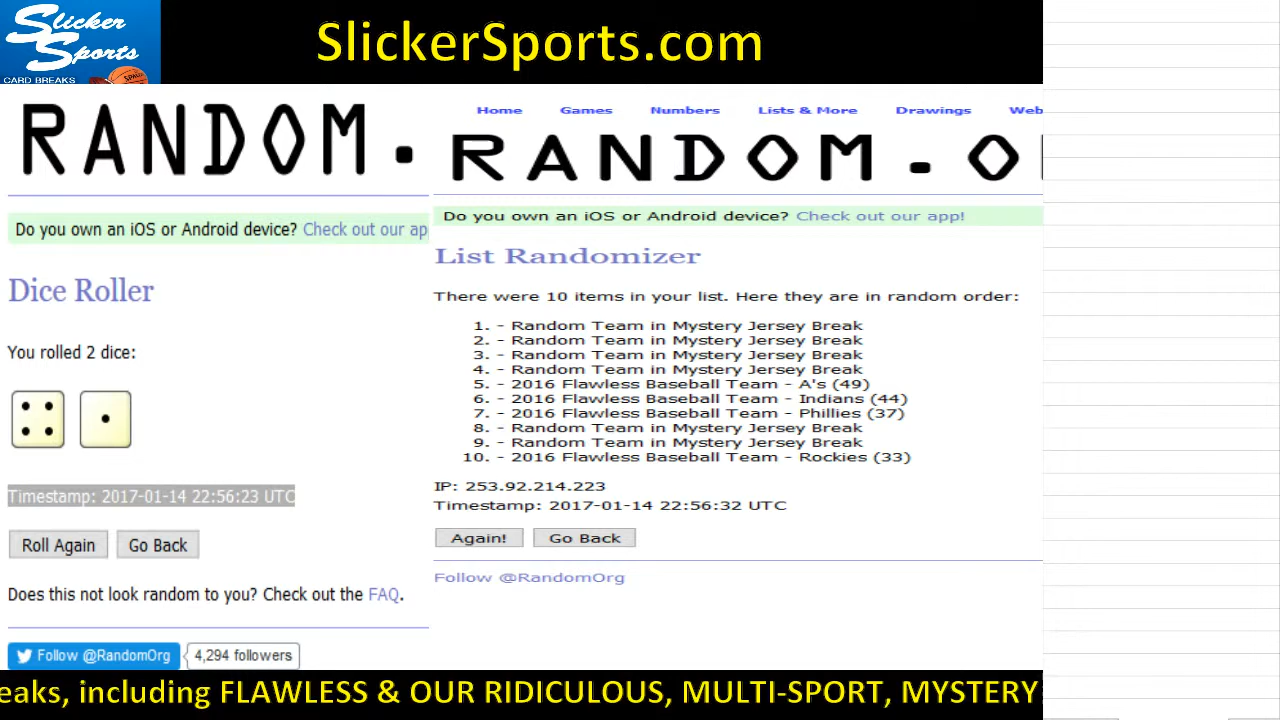 Slicker
Sports
CARD BREAKS
SlickerSports.com
RANDOM.
Do you own an iOS or Android device? Check out our ap
Dice Roller
You rolled 2 dice:
Timestamp: 2017-01-14 22:56:23 UTC
Roll Again Go Back
Does this not look random to you? Check out the FAQ.
Follow @RandomOrg 4,294 followers
Home Games Numbers Lists & More Drawings Web
RANDOM.O
Do you own an iOS or Android device? Check out our app!
List Randomizer
There were 10 items in your list. Here they are in random order:
1. - Random Team in Mystery Jersey Break
2. - Random Team in Mystery Jersey Break
3. - Random Team in Mystery Jersey Break
4. - Random Team in Mystery Jersey Break
5. - 2016 Flawless Baseball Team - A's (49)
6. - 2016 Flawless Baseball Team - Indians (44)
7. - 2016 Flawless Baseball Team - Phillies (37)
8. - Random Team in Mystery Jersey Break
9. - Random Team in Mystery Jersey Break
10. - 2016 Flawless Baseball Team - Rockies (33)
IP: 253.92.214.223
Timestamp: 2017-01-14 22:56:32 UTC
Again! Go Back
Follow @RandomOrg
eaks, including FLAWLESS & OUR RIDICULOUS, MULTI-SPORT, MYSTERY